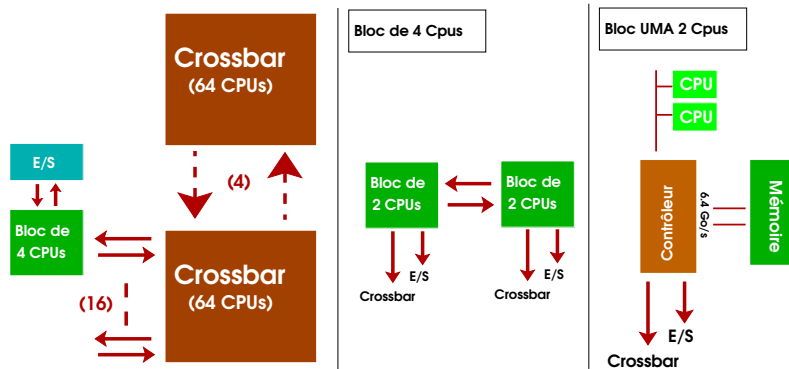 Crossbar
(64 CPUs)
E/S
(4)
Bloc de
4 CPUs
Crossbar
(64 CPUs)
(16)
Bloc de 4 Cpus
Bloc de
2 CPUs
Bloc de
2 CPUs
E/S
Crossbar
E/S
Crossbar
Bloc UMA 2 Cpus
CPU
CPU
Contrôleur
6.4 Go/s
Mémoire
E/S
Crossbar